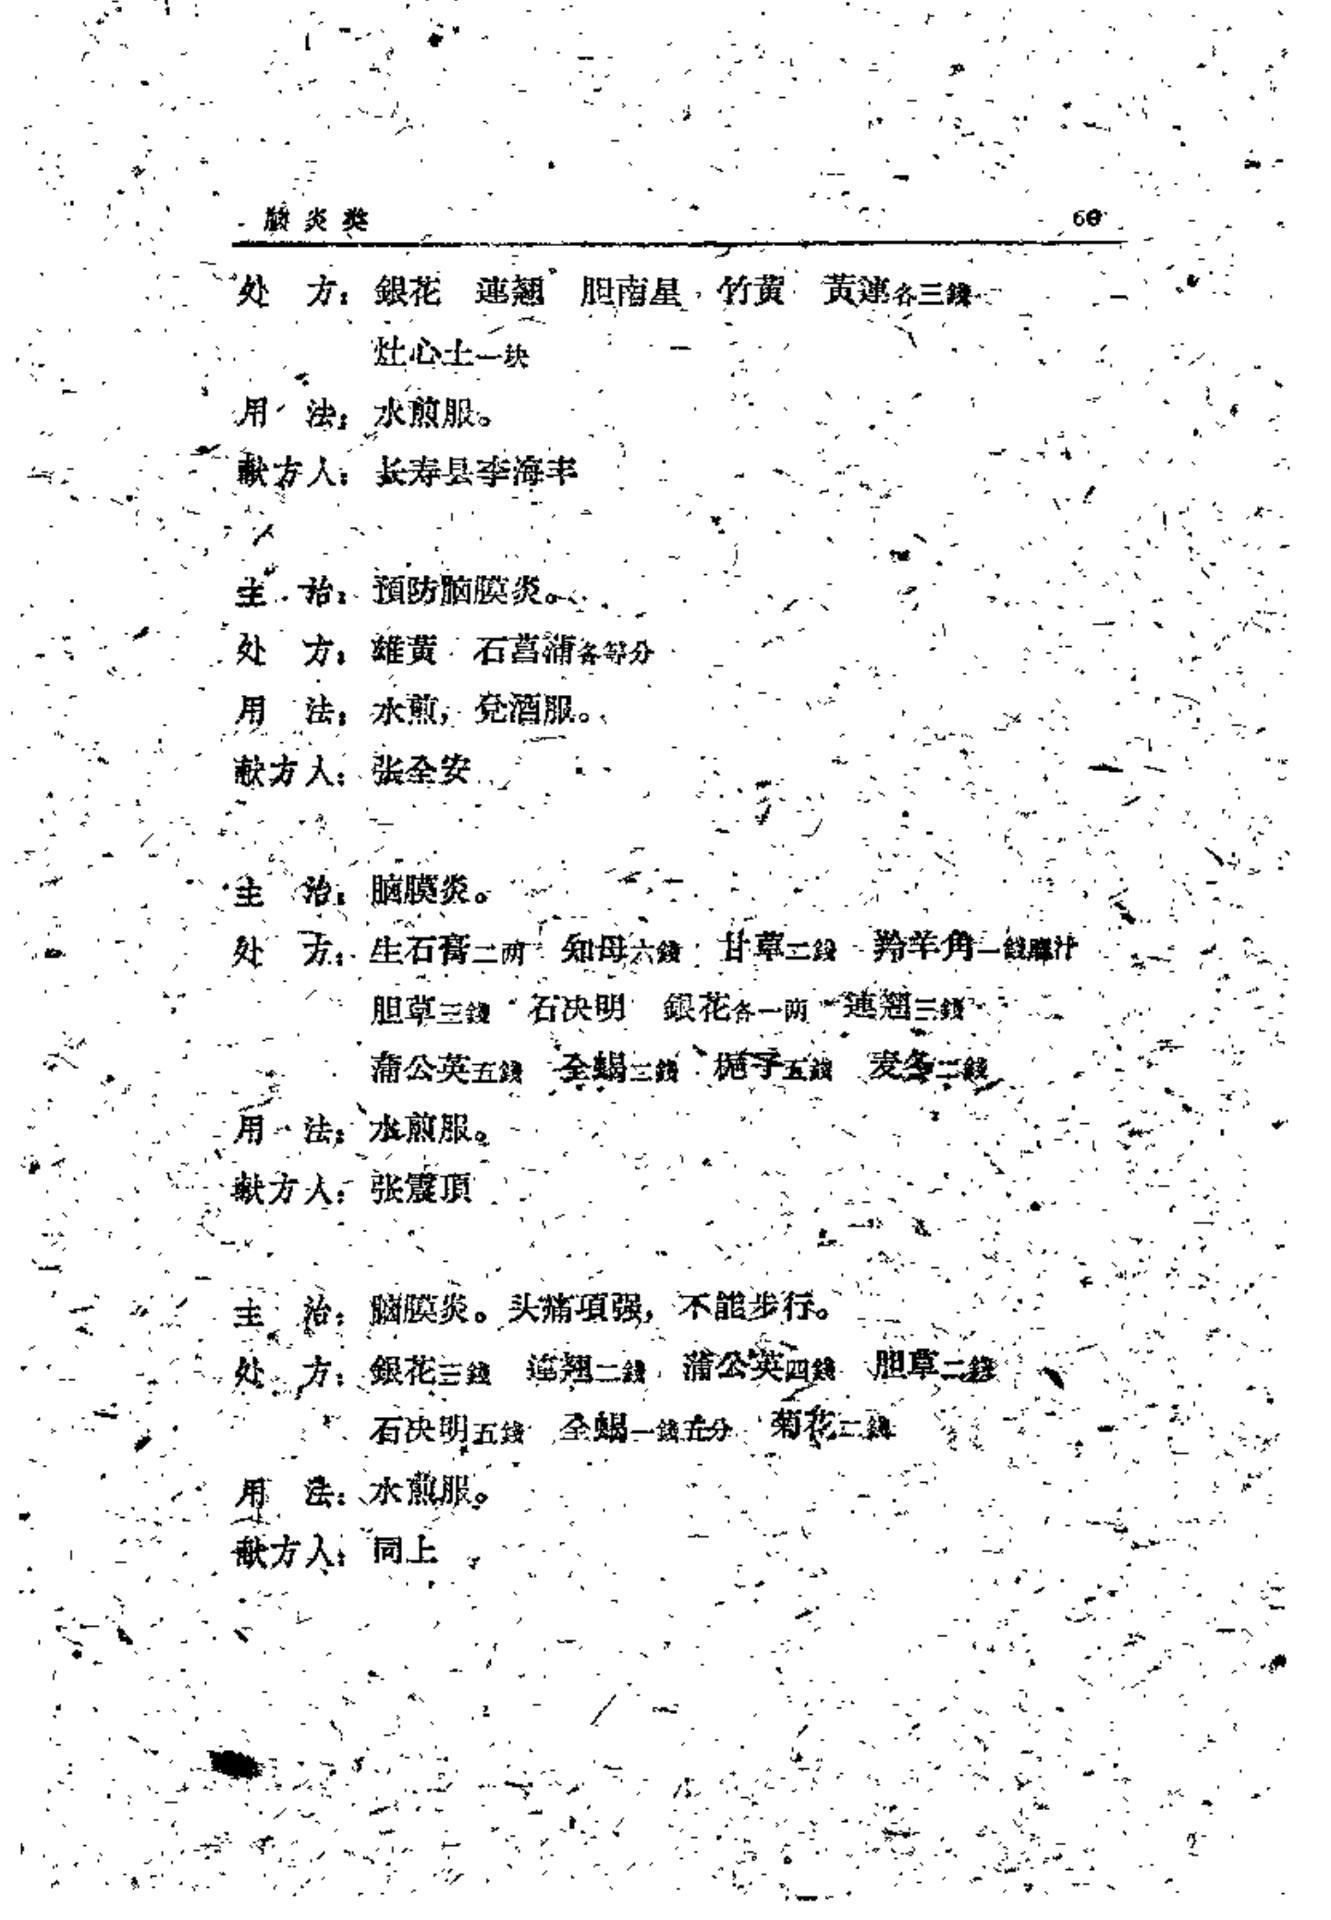 脑炎类
处　方：銀花　連翘　胆南星　竹黄　黄連各三錢
灶心土一块
用　法：水煎服。
献方人：长寿县李海丰
主　治：預防脑膜炎。
处　方：雄黄　石菖蒲各等分
用　法：水煎，兌酒服。
献方人：张全安
主　治：脑膜炎。
处　方：生石膏二两　知母六錢　甘草二錢　羚羊角一錢磨汁
胆草三錢　石决明　銀花各一两　連翘三錢
蒲公英五錢　全蝎三錢　梔子五錢　麦冬二錢
用　法：水煎服。
献方人：张震頂
主　治：脑膜炎。头痛項强，不能步行。
处　方：銀花三錢　連翘二錢　蒲公英四錢　胆草二錢
石决明五錢　全蝎一錢五分　菊花二錢
用　法：水煎服。
献方人：同上